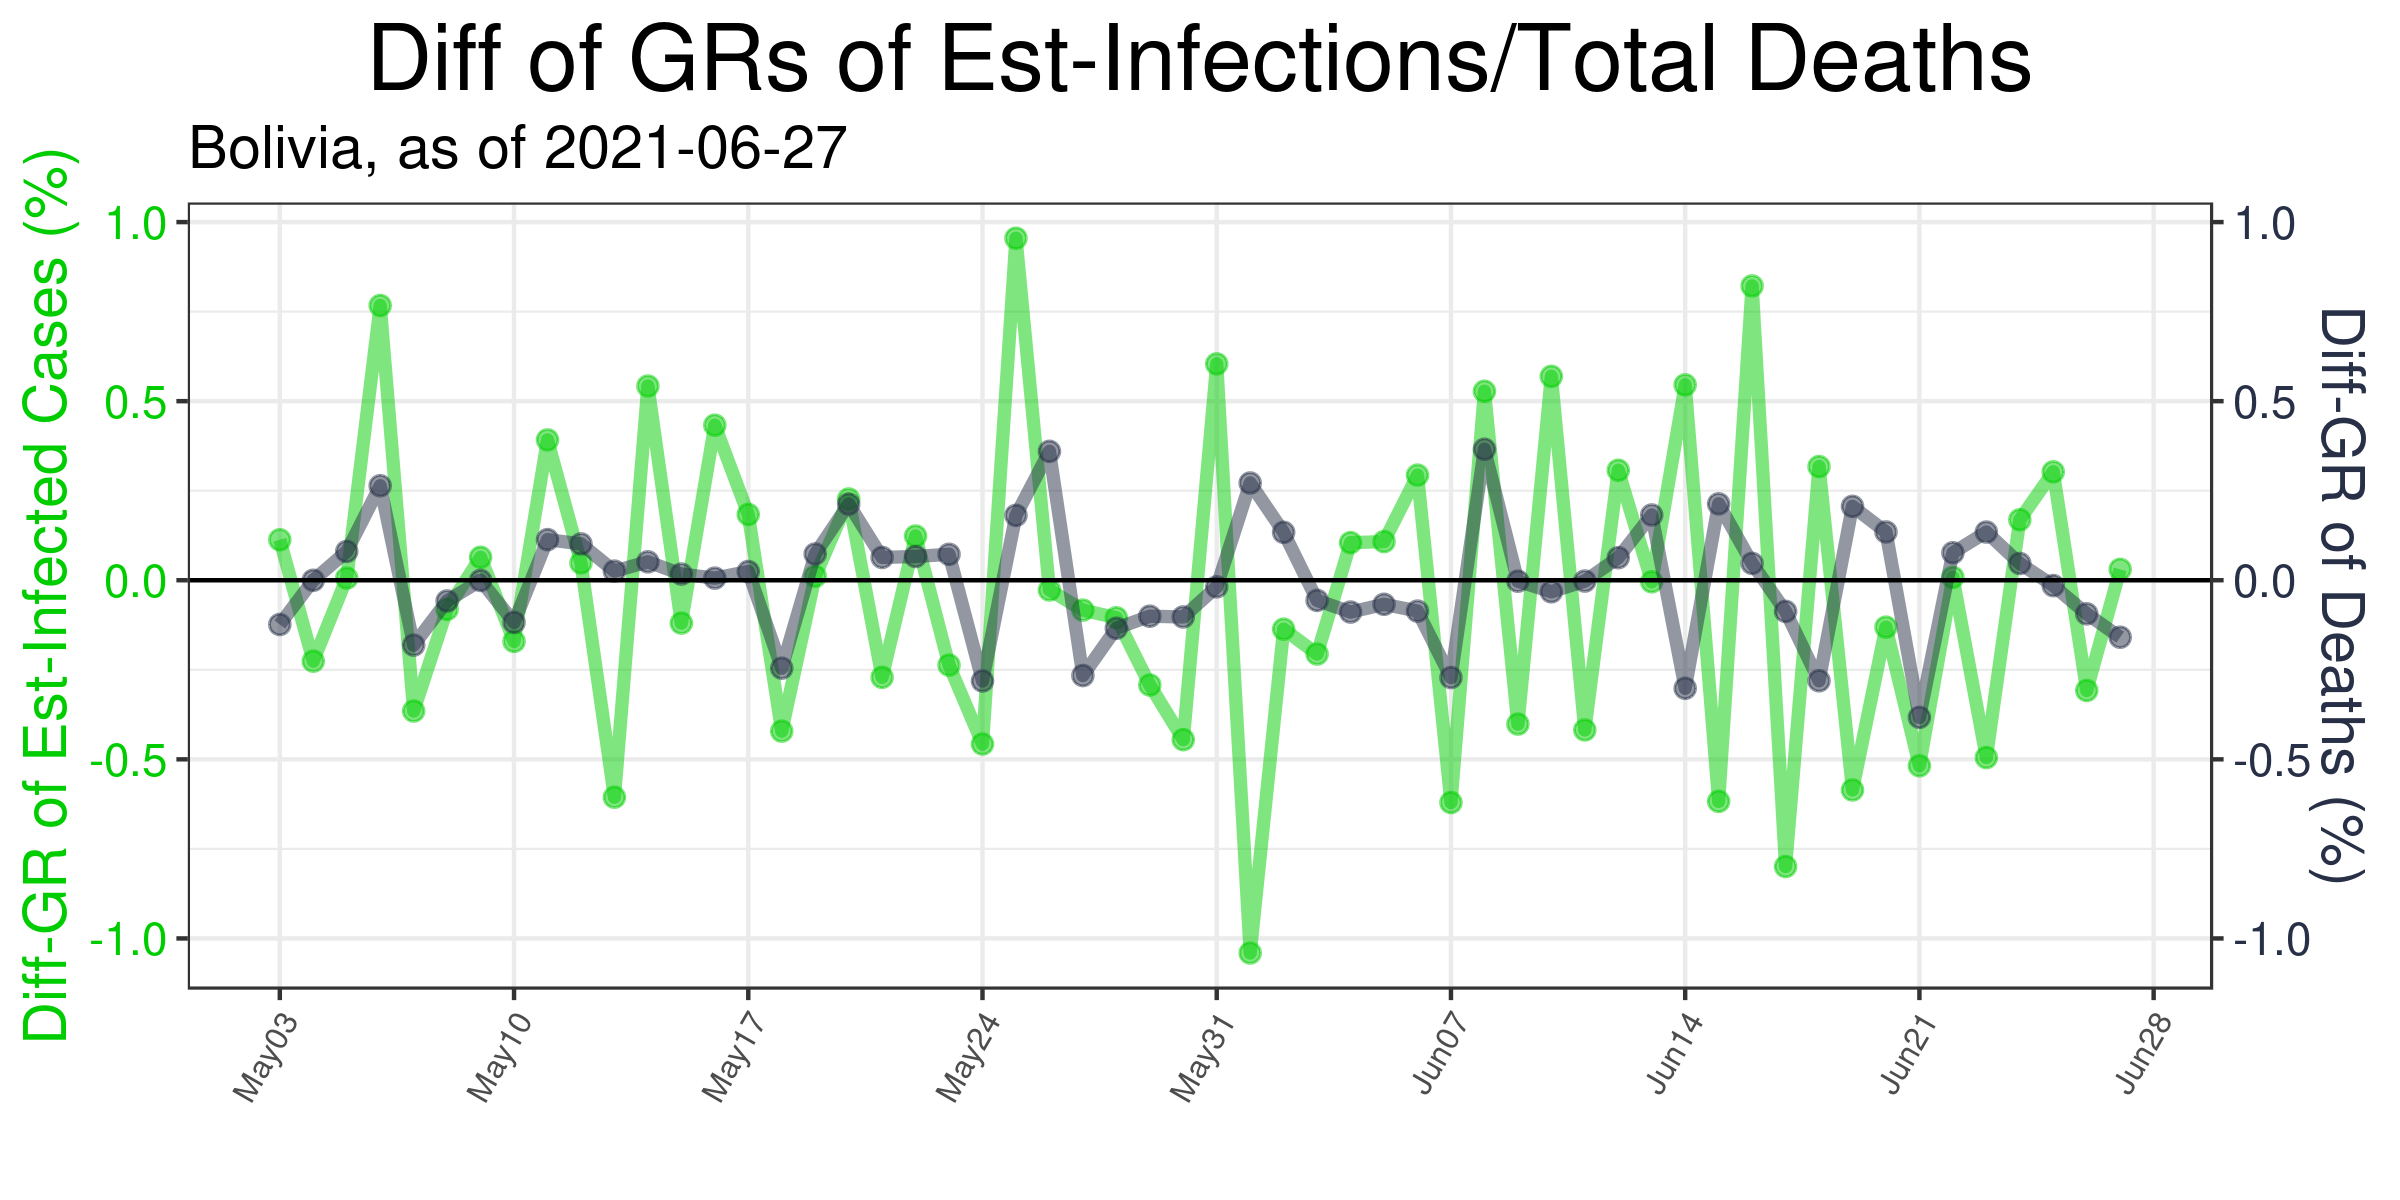 Diff of GRs of Est-Infections/Total Deaths
Bolivia, as of 2021-06-27
Diff-GR of Est-Infected Cases (%)
1.0
0.5
0.0
-0.5
-1.0
1.0
0.5
0.0
-0.5
-1.0
Diff-GR of Deaths (%)
May03
May10
May17
May24
May31
Jun07
Jun14
Jun21
Jun28